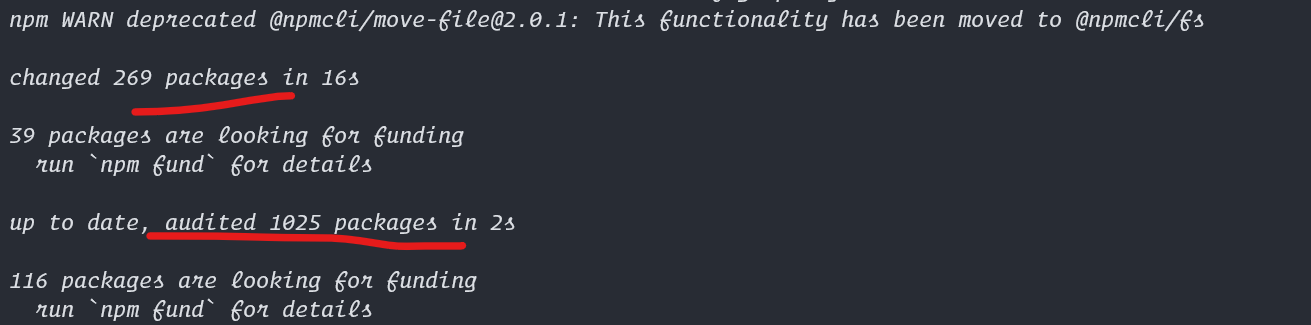 npm WARN deprecated @npmcli/move-file@2.0.1: This functionality has been moved to @npmcli/fs
changed 269 packages in 16s
39 packages are looking for funding
run `npm fund` for details
up to date, audited 1025 packages in 2s
116 packages are looking for funding
run `npm fund` for details